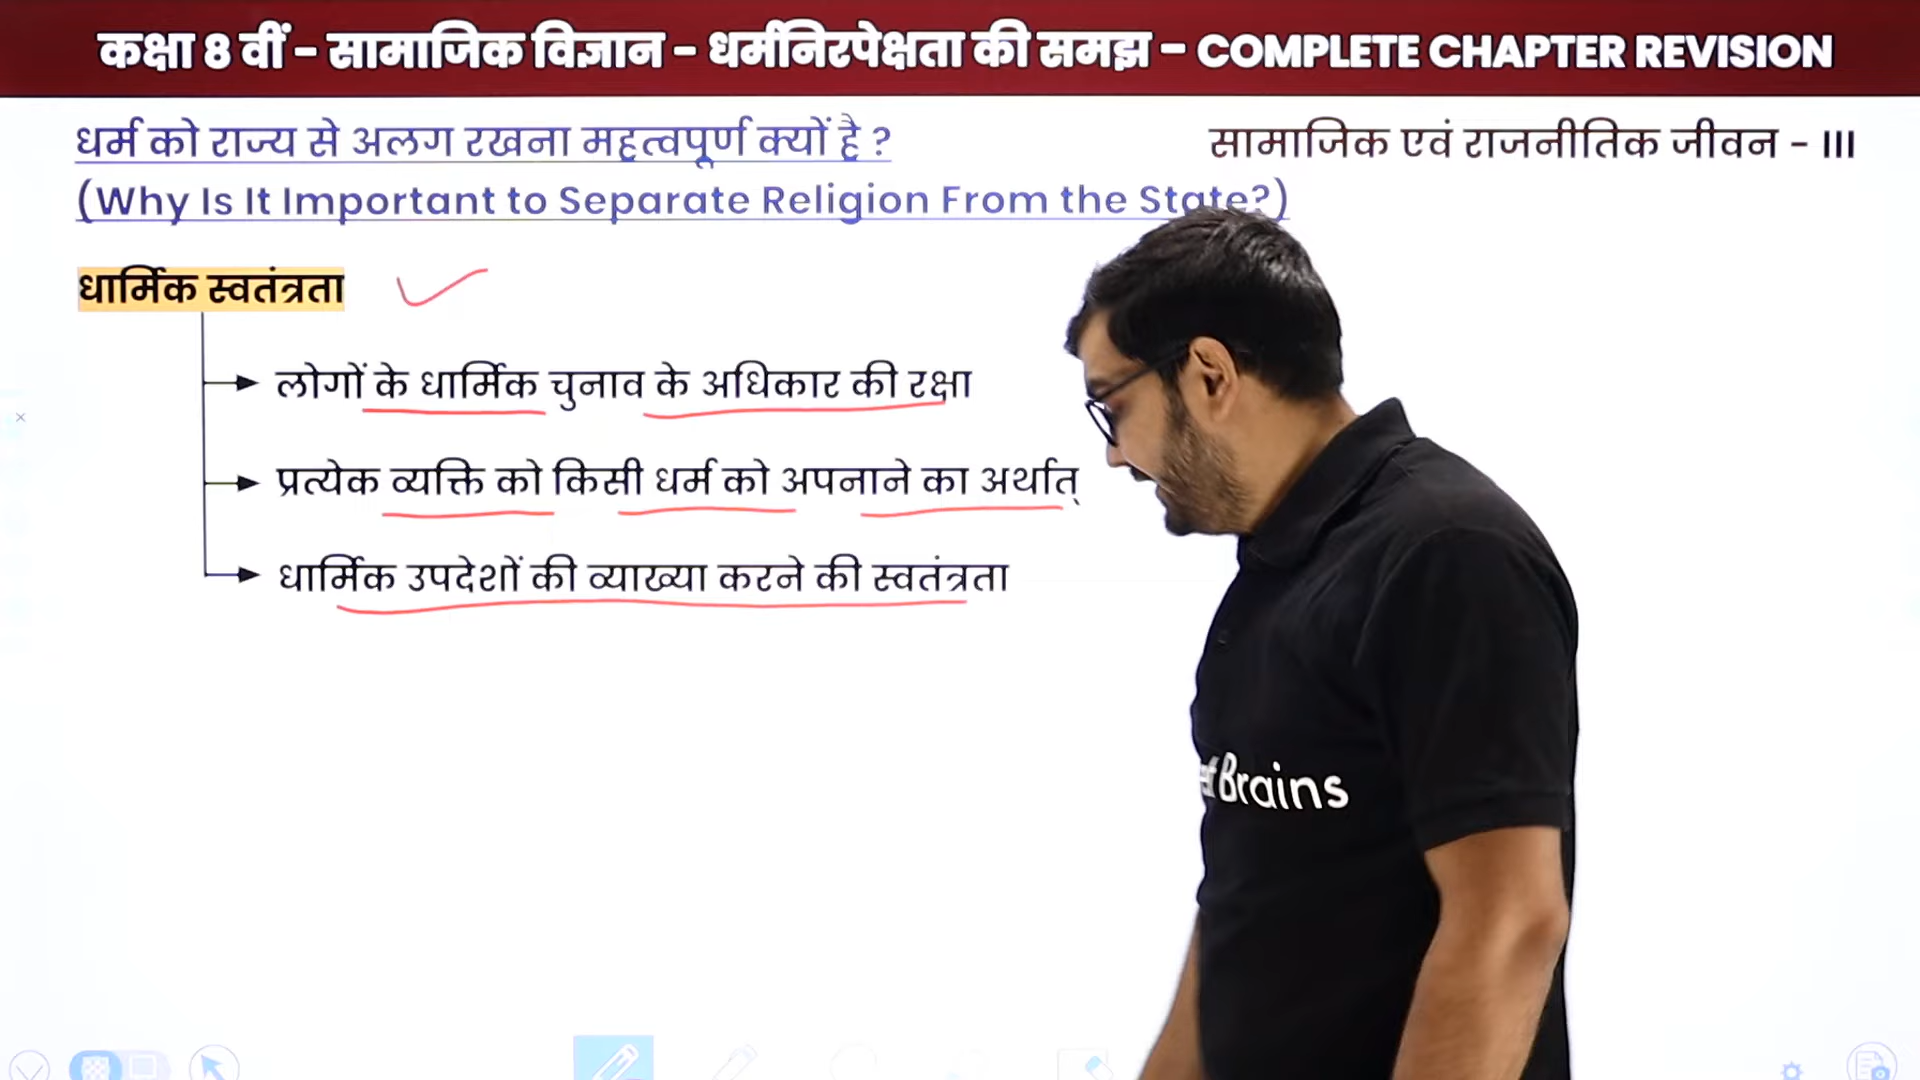 कक्षा 8 वीं - सामाजिक विज्ञान - धर्मनिरपेक्षता की समझ - COMPLETE CHAPTER REVISION
धर्म को राज्य से अलग रखना महत्वपूर्ण क्यों है ?
सामाजिक एवं राजनीतिक जीवन - III
(Why Is It Important to Separate Religion From the State?)
धार्मिक स्वतंत्रता
लोगों के धार्मिक चुनाव के अधिकार की रक्षा
प्रत्येक व्यक्ति को किसी धर्म को अपनाने का अर्थात्
धार्मिक उपदेशों की व्याख्या करने की स्वतंत्रता
Brains